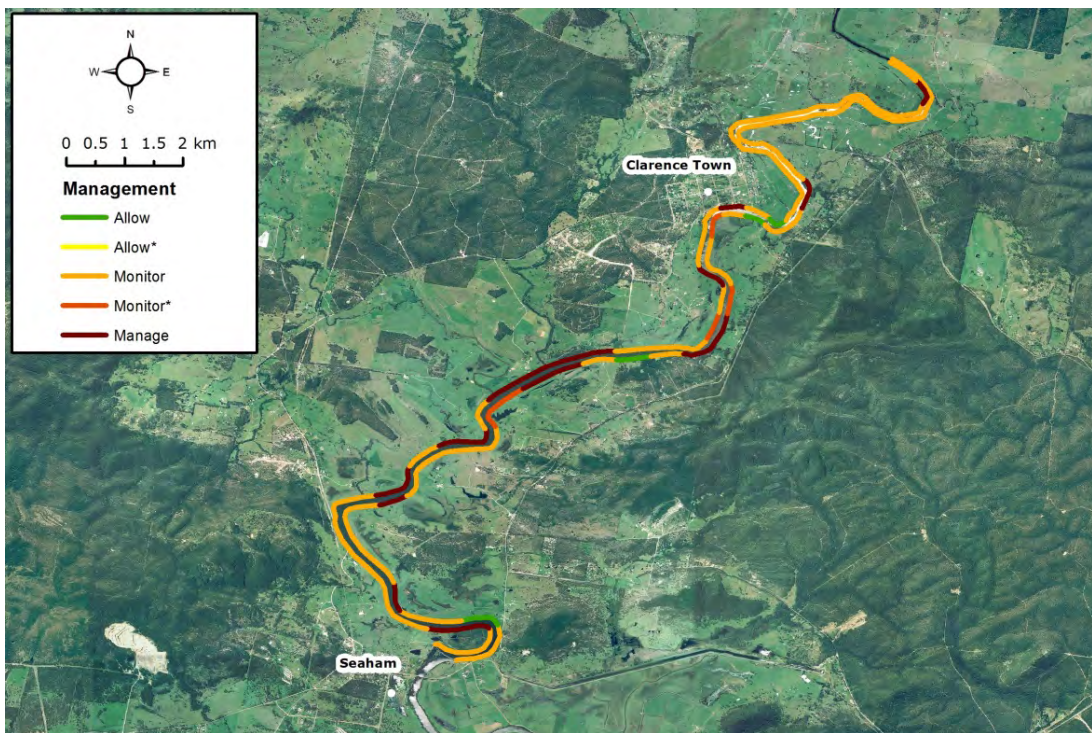 N
W E
S
0 0.5 1 1.5 2 km
Management
Allow
Allow*
Monitor
Monitor*
Manage
Clarence Town
Seaham